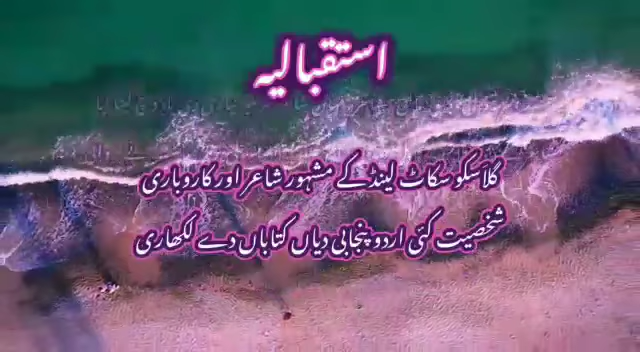 استقبالیہ
گلاسکو سکاٹ لینڈ کے مشہور شاعر اور کاروباری
شخصیت کئی اردو پنجابی دیاں کتاباں دے لکھاری